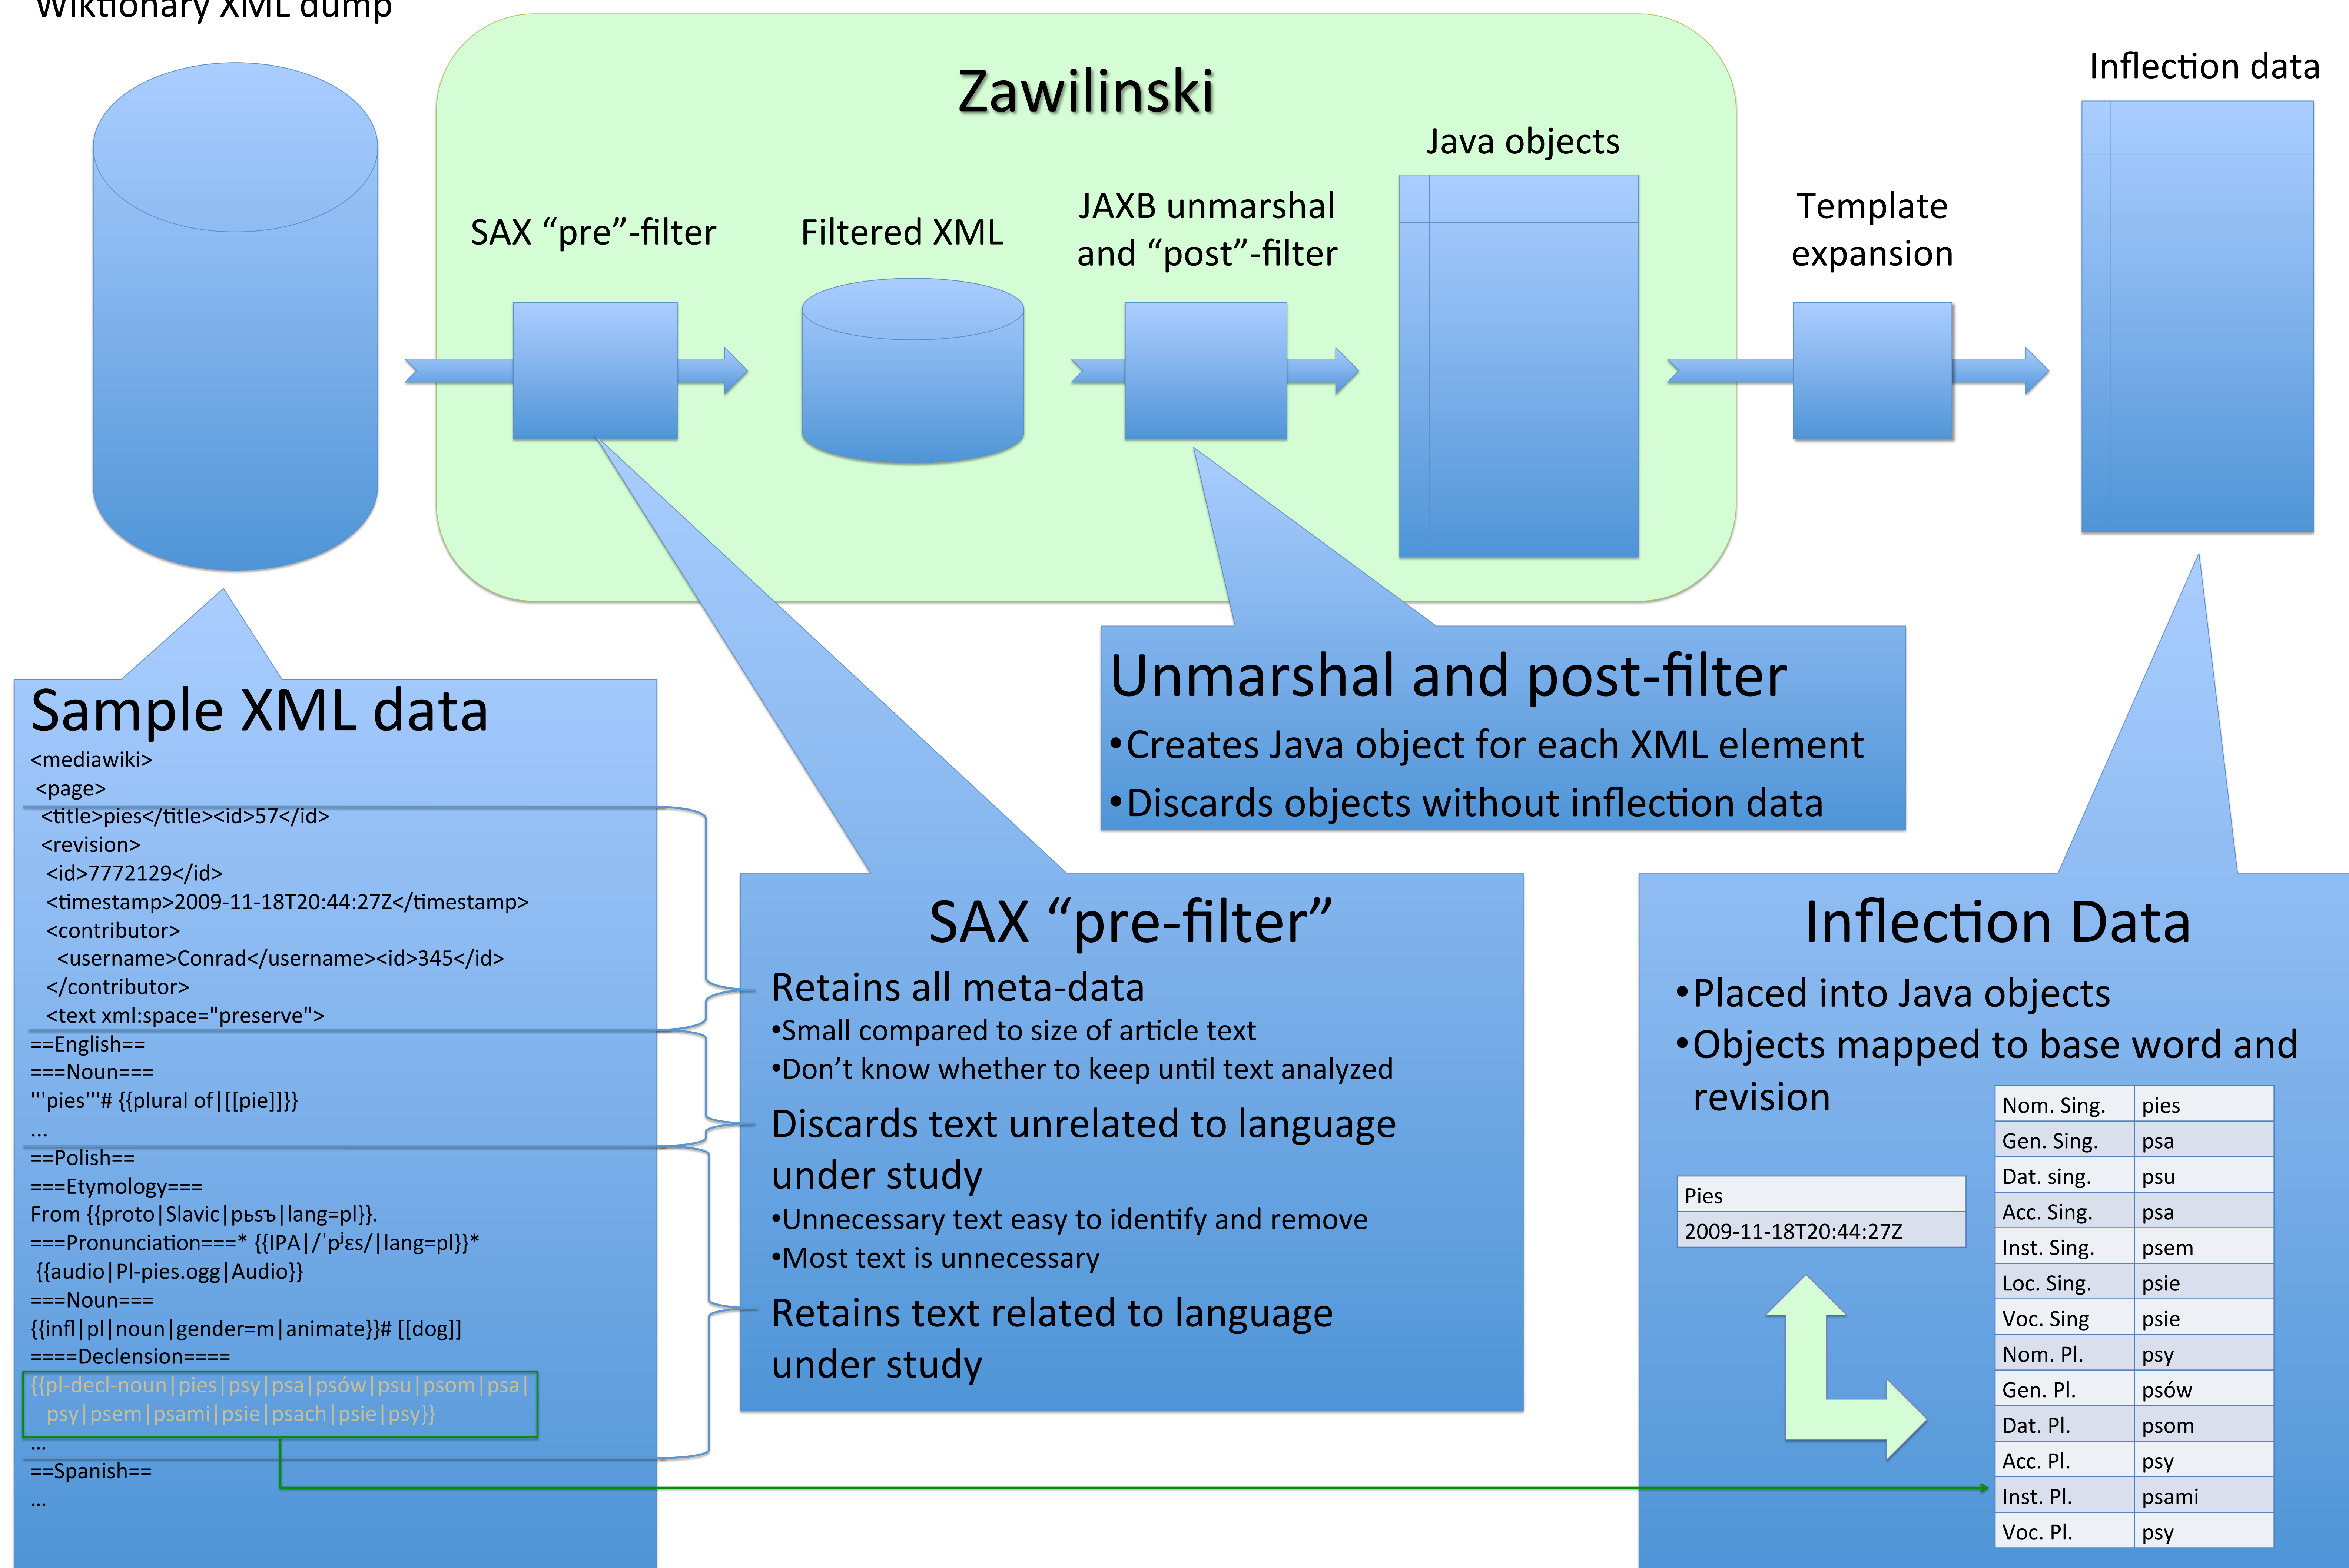 Wiktionary XML dump
Zawilinski
Inflection data
Java objects
SAX “pre”-filter
Filtered XML
JAXB unmarshal
and “post”-filter
Template
expansion
Unmarshal and post-filter
•Creates Java object for each XML element
•Discards objects without inflection data
Sample XML data
<mediawiki>
<page>
<title>pies</title><id>57</id>
<revision>
<id>7772129</id>
<timestamp>2009-11-18T20:44:27Z</timestamp>
<contributor>
<username>Conrad</username><id>345</id>
</contributor>
<text xml:space="preserve">
==English==
===Noun===
'''pies'''# {{plural of|[[pie]]}}
...
==Polish==
===Etymology===
From {{proto|Slavic|pьsъ|lang=pl}}.
===Pronunciation===* {{IPA|/ˈpʲɛs/|lang=pl}}*
{{audio|Pl-pies.ogg|Audio}}
===Noun===
{{infl|pl|noun|gender=m|animate}}# [[dog]]
====Declension====
{{pl-decl-noun|pies|psy|psa|psów|psu|psom|psa|
psy|psem|psami|psie|psach|psie|psy}}
...
==Spanish==
...
SAX “pre-filter”
Retains all meta-data
•Small compared to size of article text
•Don’t know whether to keep until text analyzed
Discards text unrelated to language
under study
•Unnecessary text easy to identify and remove
•Most text is unnecessary
Retains text related to language
under study
Inflection Data
•Placed into Java objects
•Objects mapped to base word and
revision
Pies
2009-11-18T20:44:27Z
Nom. Sing. pies
Gen. Sing. psa
Dat. sing. psu
Acc. Sing. psa
Inst. Sing. psem
Loc. Sing. psie
Voc. Sing psie
Nom. Pl. psy
Gen. Pl. psów
Dat. Pl. psom
Acc. Pl. psy
Inst. Pl. psami
Voc. Pl. psy